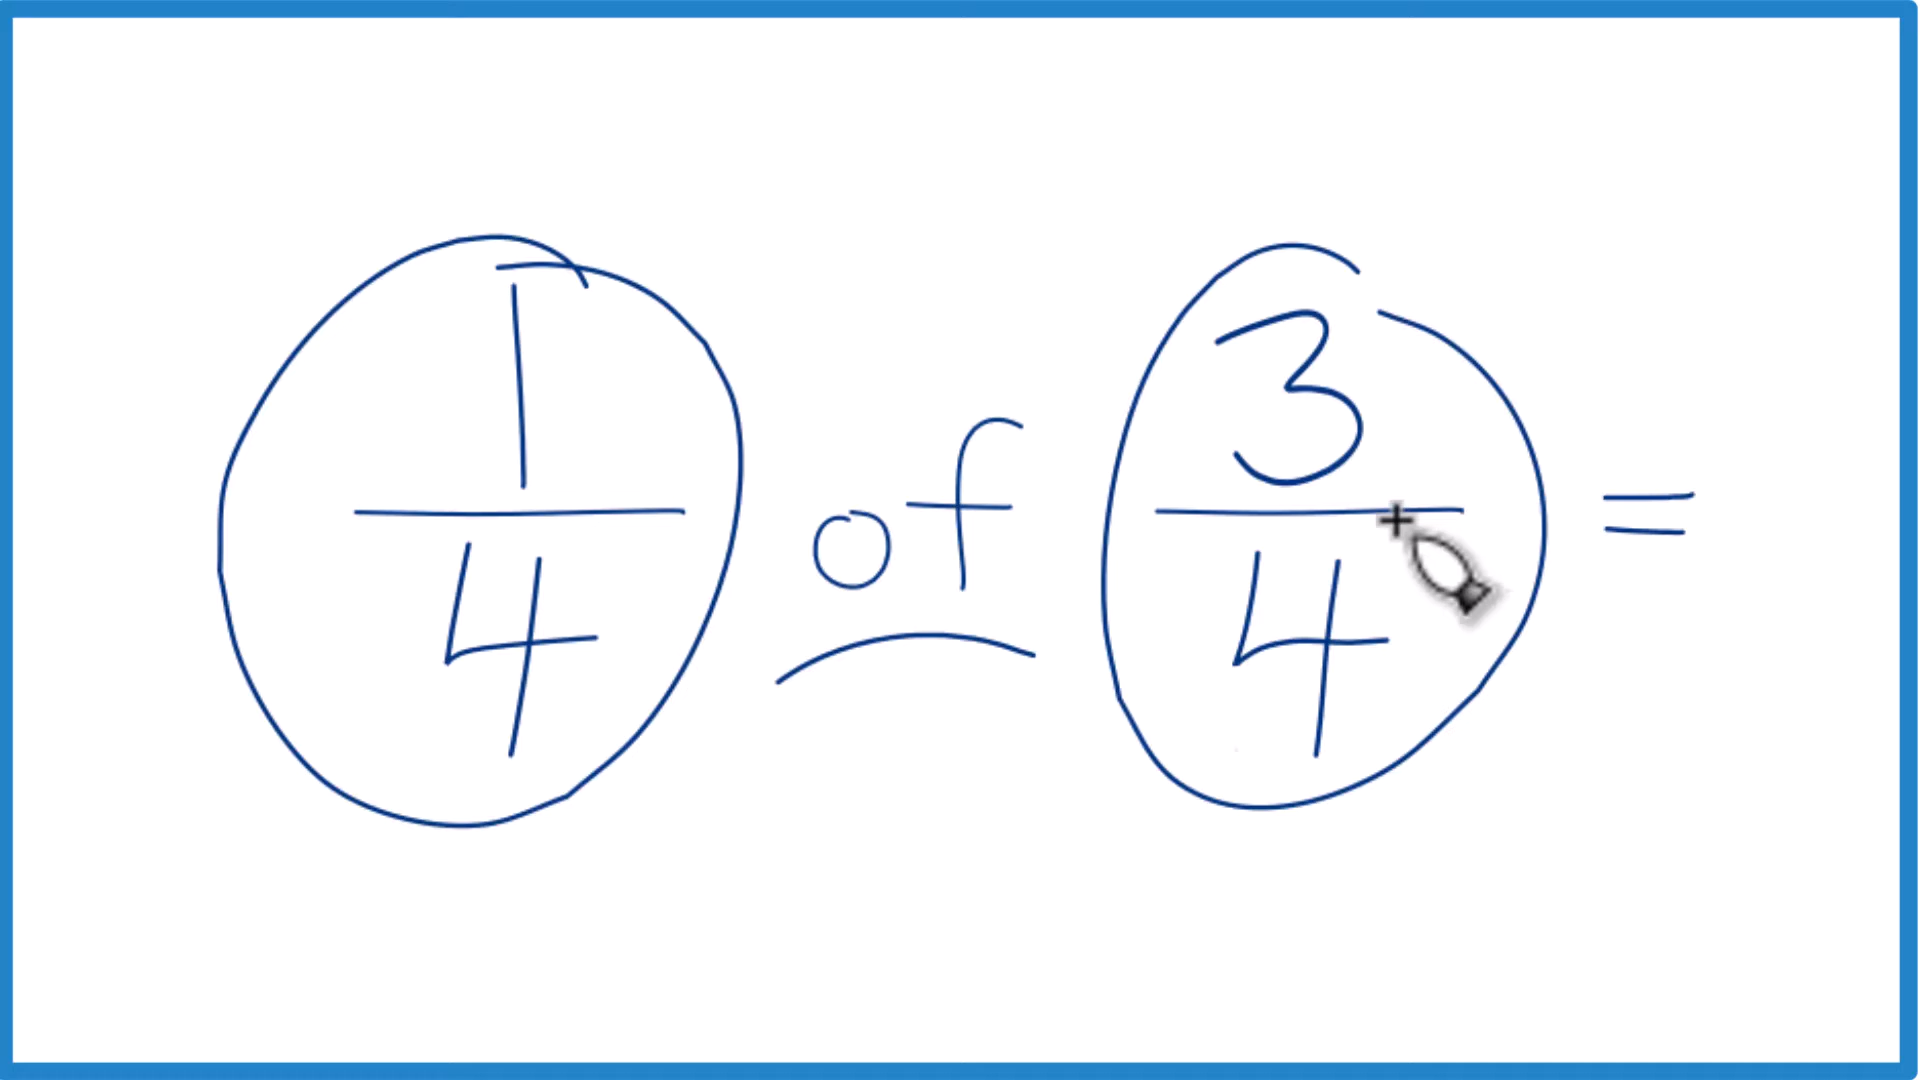 1/4 of 3/4 =